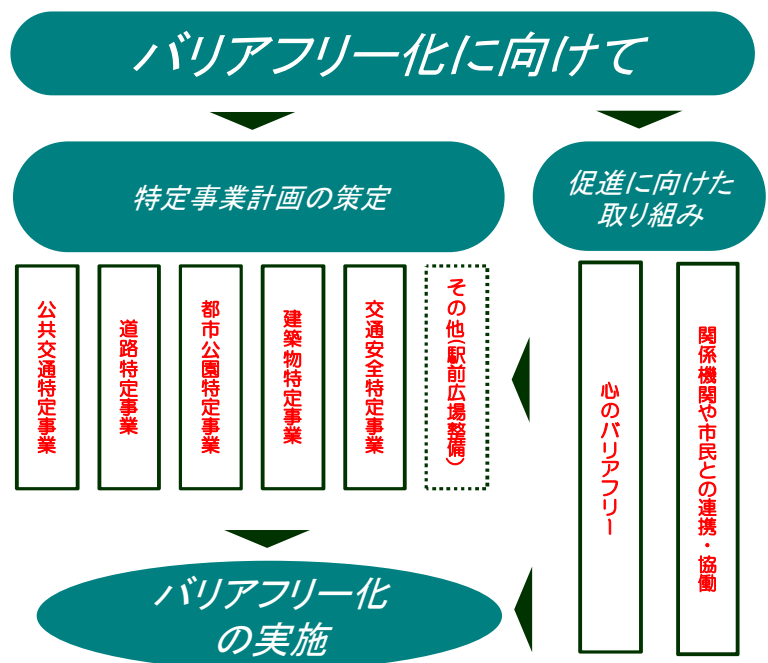 バリアフリー化に向けて
特定事業計画の策定
促進に向けた
取り組み
公共交通特定事業
道路特定事業
都市公園特定事業
建築物特定事業
交通安全特定事業
その他(駅前広場整備)
心のバリアフリー
関係機関や市民との連携・協働
バリアフリー化
の実施